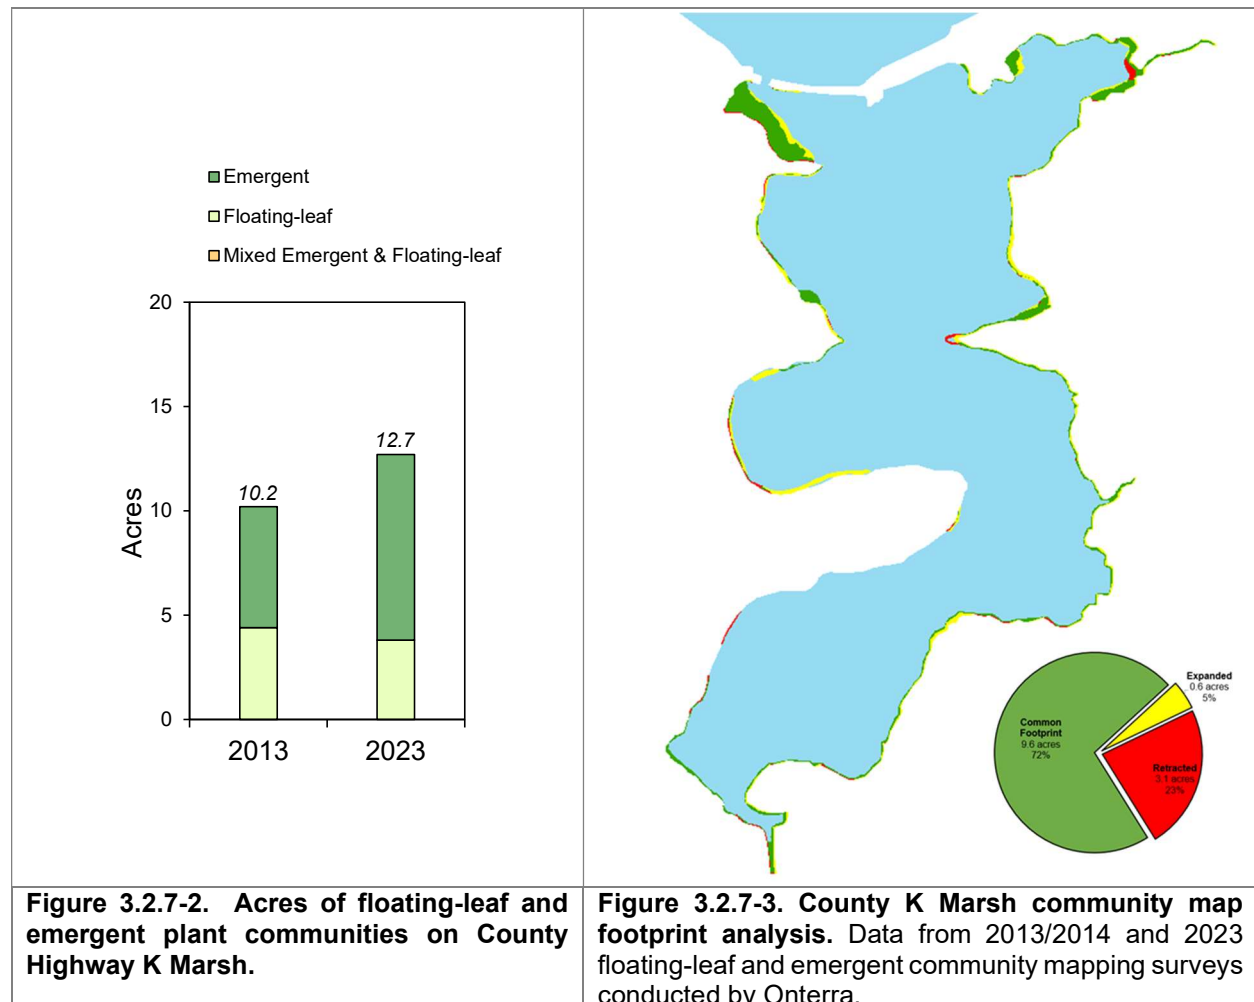 Emergent
Floating-leaf
Mixed Emergent & Floating-leaf
20
15
10
5
0
Acres
10.2
12.7
2013
2023
Expanded
0.6 acres
5%
Common
Footprint
9.6 acres
72%
Retracted
3.1 acres
23%
Figure 3.2.7-2. Acres of floating-leaf and
emergent plant communities on County
Highway K Marsh.
Figure 3.2.7-3. County K Marsh community map
footprint analysis. Data from 2013/2014 and 2023
floating-leaf and emergent community mapping surveys
conducted by Onterra.